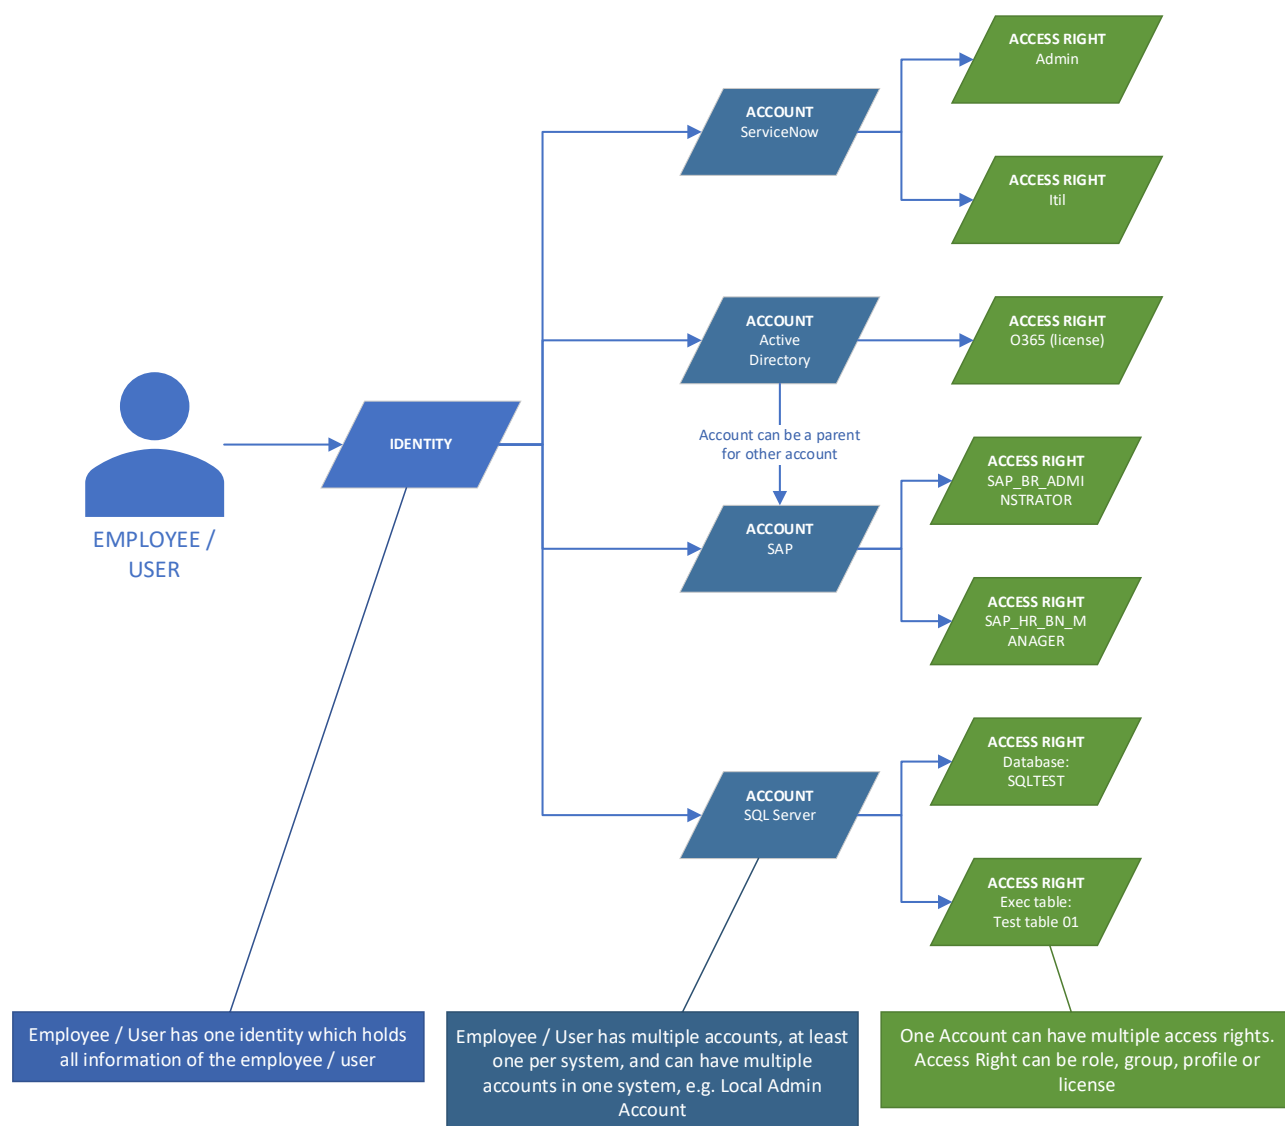 ACCESS RIGHT
Admin
ACCOUNT
ServiceNow
ACCESS RIGHT
Itil
ACCOUNT
Active
Directory
ACCESS RIGHT
O365 (license)
Account can be a parent
for other account
IDENTITY
EMPLOYEE /
USER
ACCESS RIGHT
SAP_BR_ADMI
NSTRATOR
ACCOUNT
SAP
ACCESS RIGHT
SAP_HR_BN_M
ANAGER
ACCESS RIGHT
Database:
SQLTEST
ACCOUNT
SQL Server
ACCESS RIGHT
Exec table:
Test table 01
Employee / User has one identity which holds
all information of the employee / user
Employee / User has multiple accounts, at least
one per system, and can have multiple
accounts in one system, e.g. Local Admin
Account
One Account can have multiple access rights.
Access Right can be role, group, profile or
license